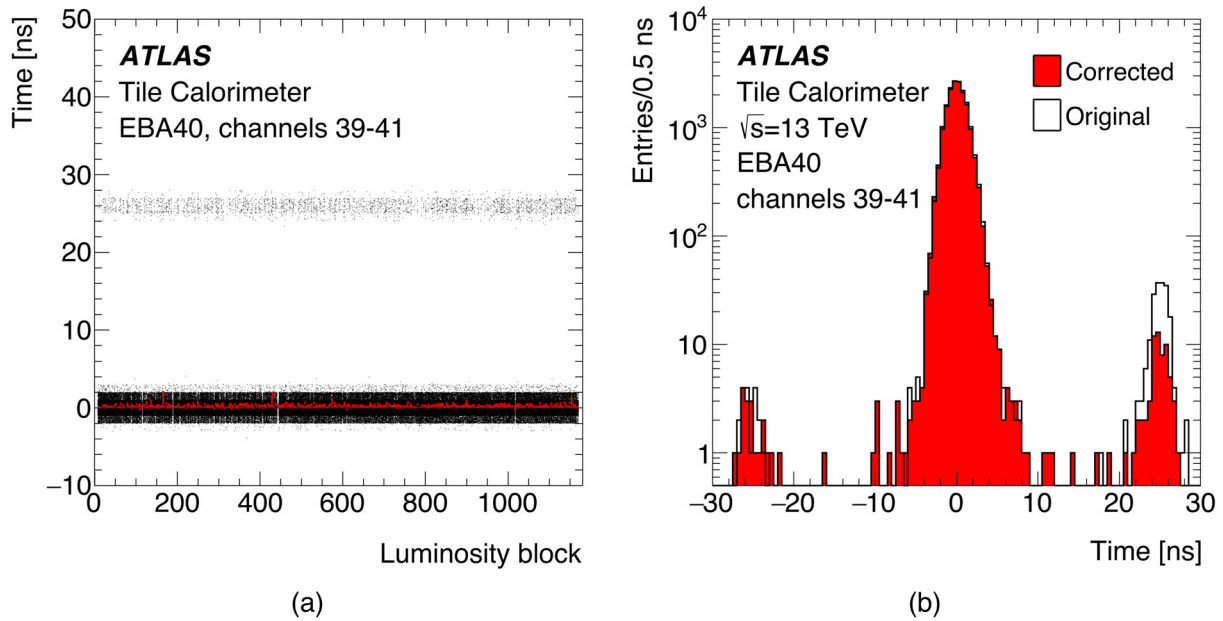 Time [ns]
50
40
30
20
10
0
−10
ATLAS
Tile Calorimeter
EBA40, channels 39-41
0 200 400 600 800 1000
Luminosity block
(a)
Entries/0.5 ns
10⁴
10³
10²
10
1
ATLAS
Tile Calorimeter
√s=13 TeV
EBA40
channels 39-41
Corrected
Original
−30 −20 −10 0 10 20 30
Time [ns]
(b)